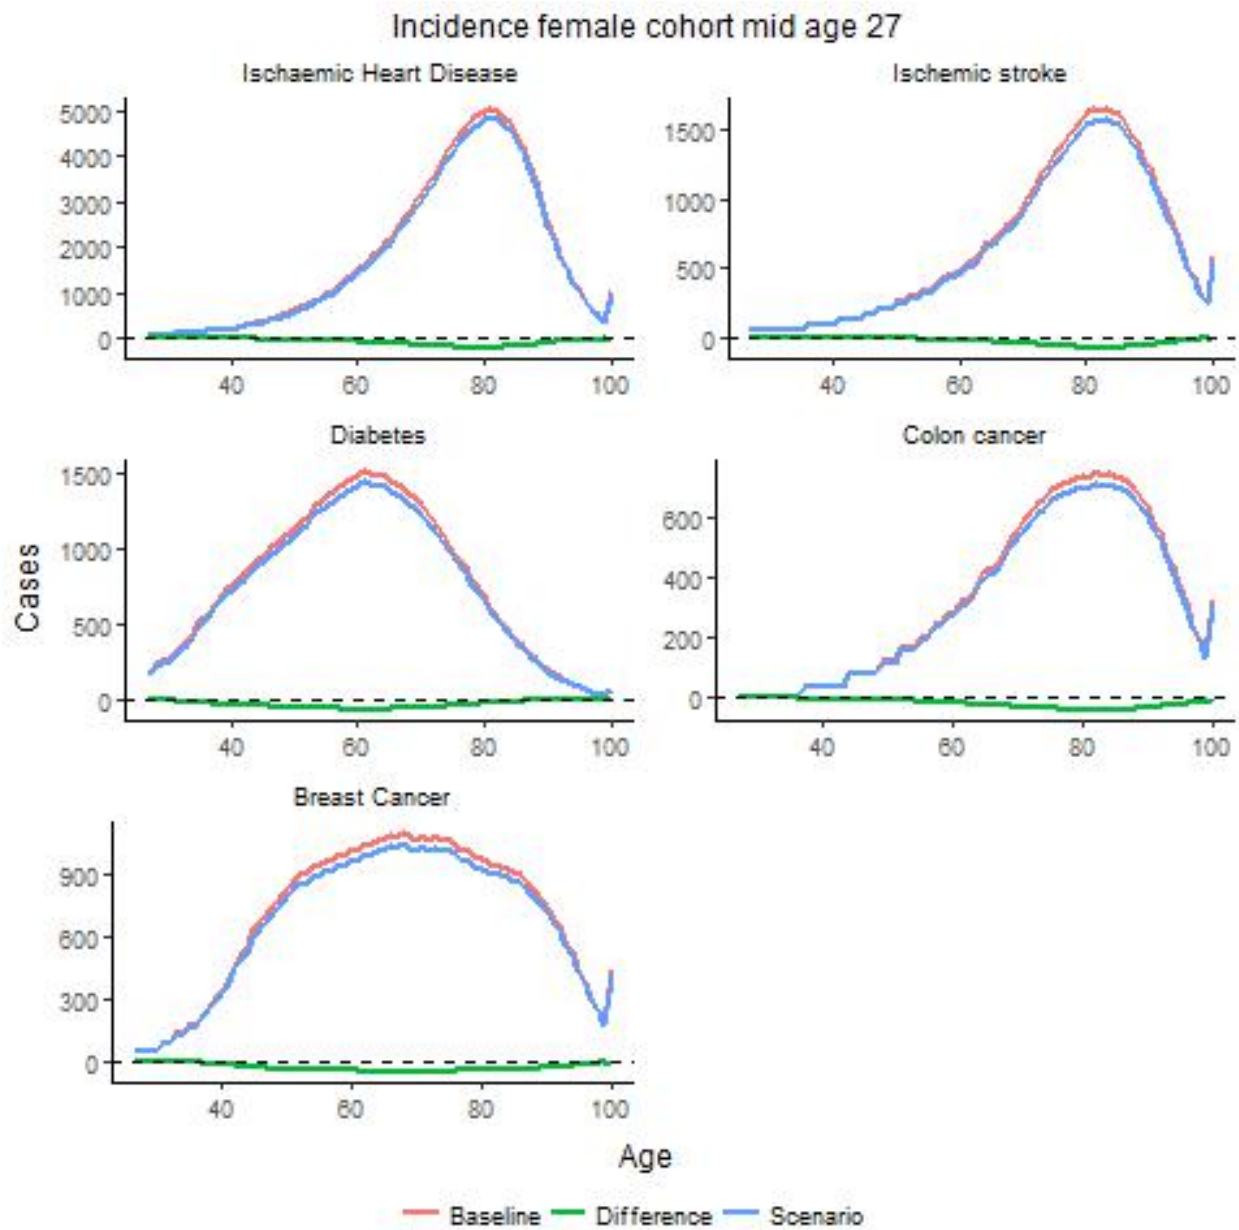 Incidence female cohort mid age 27
Ischaemic Heart Disease
5000
4000
3000
2000
1000
0
40 60 80 100
Ischemic stroke
1500
1000
500
0
40 60 80 100
Diabetes
1500
1000
500
0
40 60 80 100
Colon cancer
600
400
200
0
40 60 80 100
Breast Cancer
900
600
300
0
40 60 80 100
Cases
Age
Baseline Difference Scenario